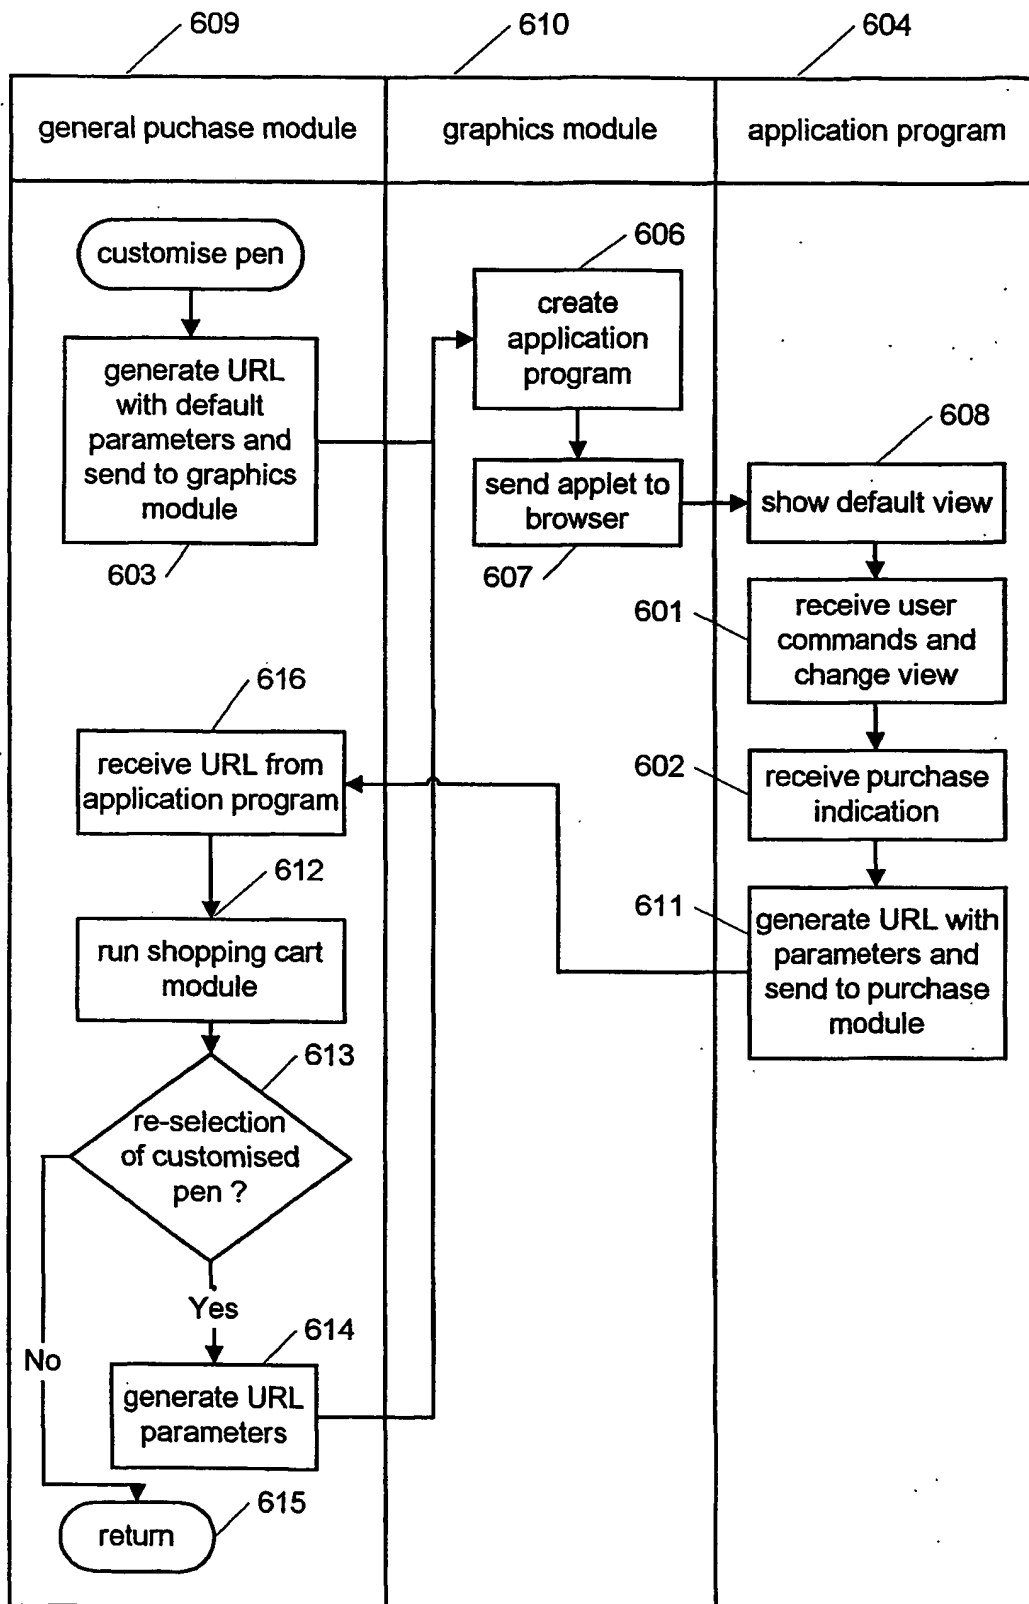 609
610
604
general puchase module
graphics module
application program
customise pen
606
create
application
program
generate URL
with default
parameters and
send to graphics
module
603
608
send applet to
browser
607
show default view
601
receive user
commands and
change view
616
receive URL from
application program
602
receive purchase
indication
612
611
generate URL with
parameters and
send to purchase
module
run shopping cart
module
613
re-selection
of customised
pen ?
Yes
No
614
generate URL
parameters
615
return